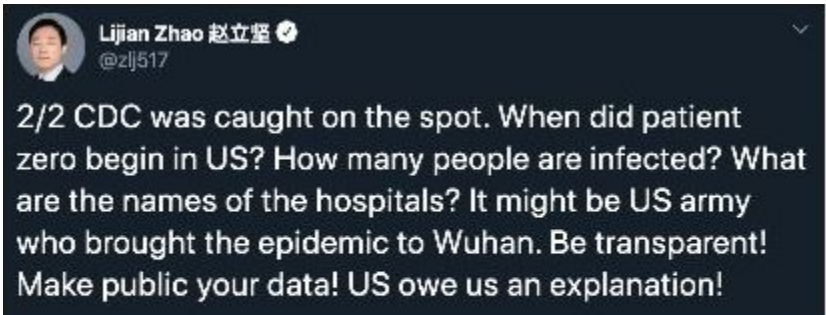 Lijian Zhao 赵立坚
@zlj517
2/2 CDC was caught on the spot. When did patient
zero begin in US? How many people are infected? What
are the names of the hospitals? It might be US army
who brought the epidemic to Wuhan. Be transparent!
Make public your data! US owe us an explanation!